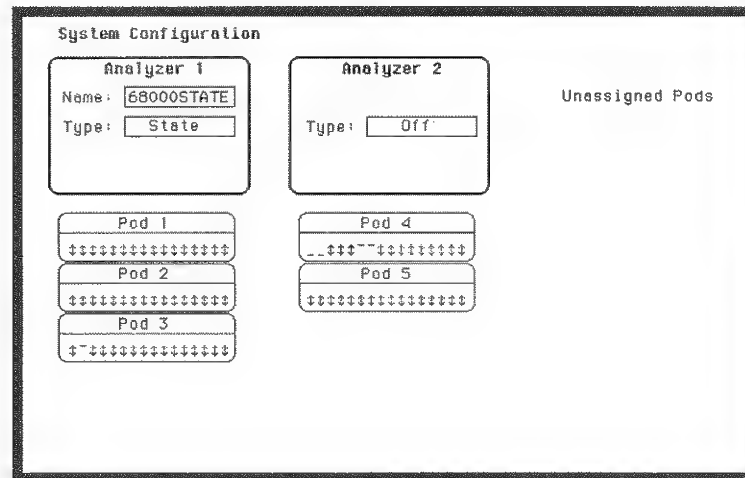 System Configuration
Analyzer 1
Name: 68000STATE
Type: State
Analyzer 2
Type: Off
Unassigned Pods
Pod 1
↕↕↕↕↕↕↕↕↕↕↕↕↕↕↕↕
Pod 2
↕↕↕↕↕↕↕↕↕↕↕↕↕↕↕↕
Pod 3
↕¯↕↕↕↕↕↕↕↕↕↕↕↕↕↕
Pod 4
__↕↕↕¯¯↕↕↕↕↕↕↕↕↕
Pod 5
↕↕↕↕↕↕↕↕↕↕↕↕↕↕↕↕